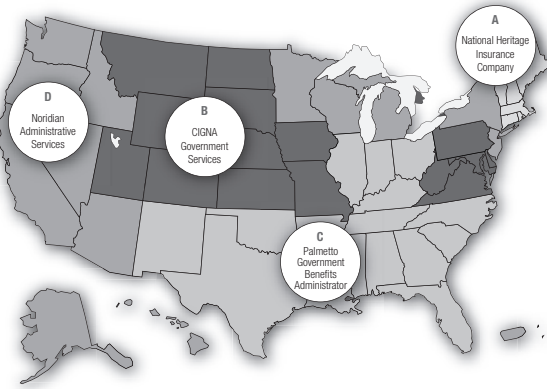 A
National Heritage
Insurance
Company
D
Noridian
Administrative
Services
B
CIGNA
Government
Services
C
Palmetto
Government
Benefits
Administrator